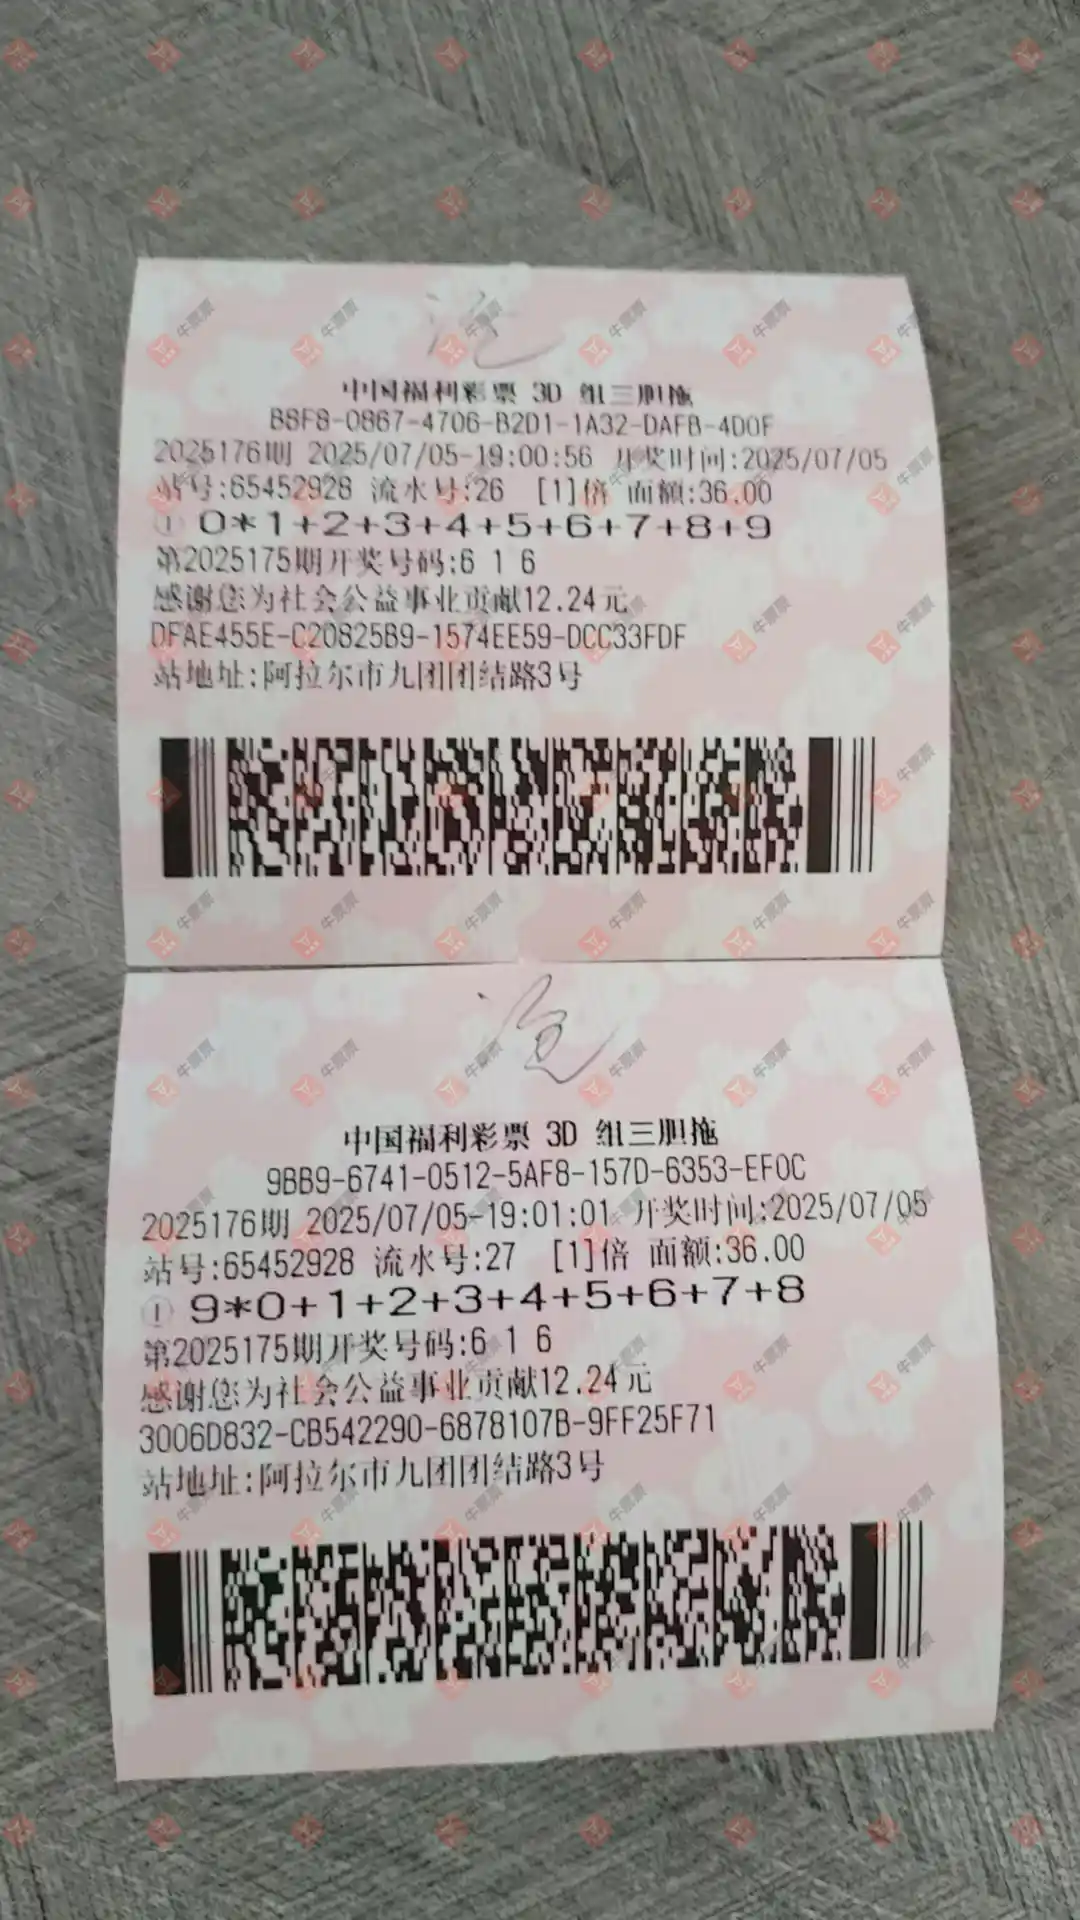 中国福利彩票 3D 组三胆拖
B8F8-0867-4706-B2D1-1A32-DAFB-4D0F
2025176期 2025/07/05-19:00:56 开奖时间:2025/07/05
站号:65452928 流水号:26 [1]倍 面额:36.00
① 0*1+2+3+4+5+6+7+8+9
第2025175期开奖号码:6 1 6
感谢您为社会公益事业贡献12.24元
DFAE455E-C20825B9-1574EE59-DCC33FDF
站地址:阿拉尔市九团团结路3号
中国福利彩票 3D 组三胆拖
9BB9-6741-0512-5AF8-157D-6353-EF0C
2025176期 2025/07/05-19:01:01 开奖时间:2025/07/05
站号:65452928 流水号:27 [1]倍 面额:36.00
① 9*0+1+2+3+4+5+6+7+8
第2025175期开奖号码:6 1 6
感谢您为社会公益事业贡献12.24元
3006D832-CB542290-6878107B-9FF25F71
站地址:阿拉尔市九团团结路3号
牛票票